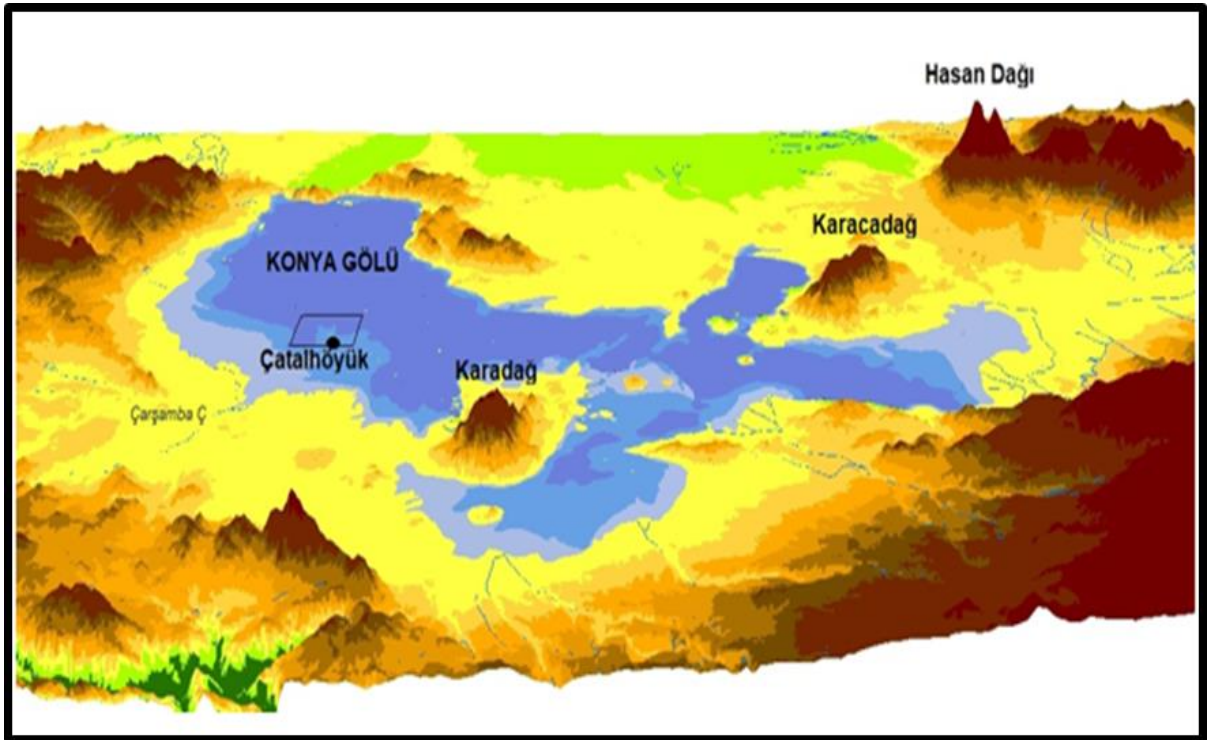 Hasan Dağı
Karacadağ
KONYA GÖLÜ
Çatalhöyük
Karadağ
Çarşamba Ç